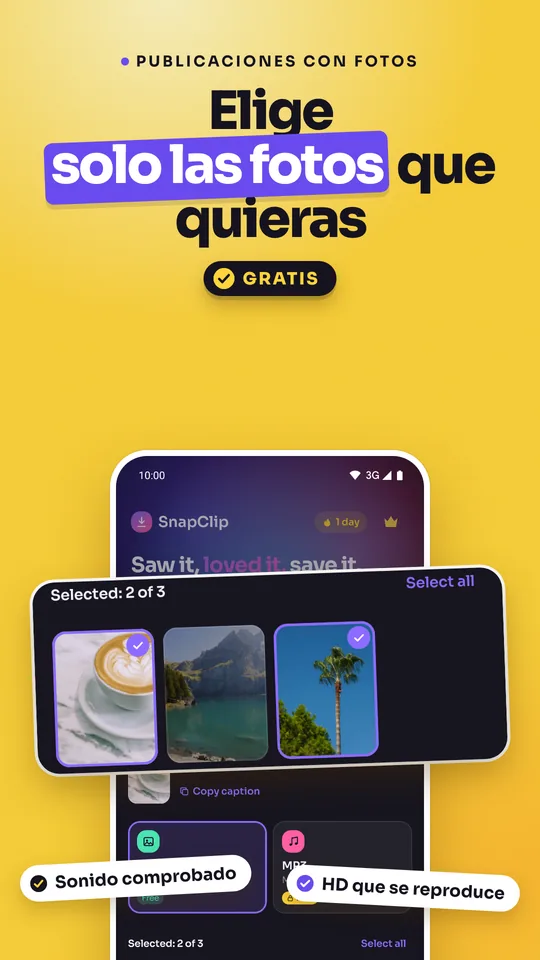 PUBLICACIONES CON FOTOS
Elige
solo las fotos que
quieras
GRATIS
10:00
3G
SnapClip
1 day
Saw it, loved it, save it.
Selected: 2 of 3
Select all
Copy caption
MP3
Free
Sonido comprobado
HD que se reproduce
Selected: 2 of 3
Select all